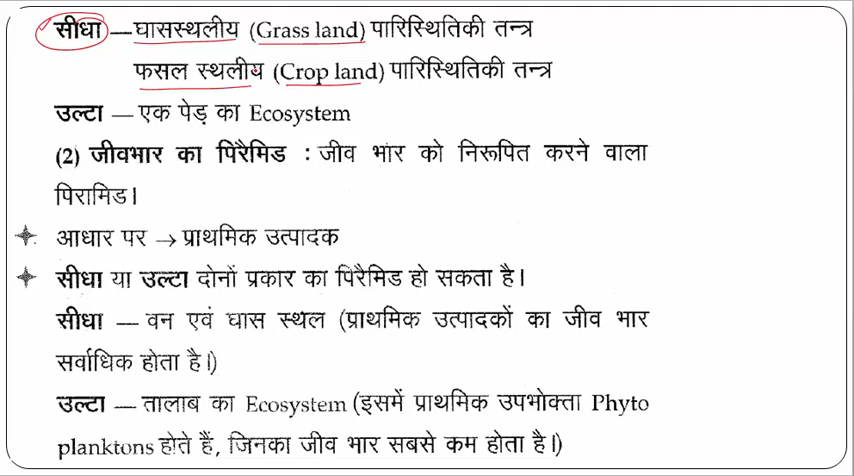 सीधा — घासस्थलीय (Grass land) पारिस्थितिकी तन्त्र
फसल स्थलीय (Crop land) पारिस्थितिकी तन्त्र
उल्टा — एक पेड़ का Ecosystem
(2) जीवभार का पिरैमिड : जीव भार को निरूपित करने वाला
पिरामिड।
आधार पर → प्राथमिक उत्पादक
सीधा या उल्टा दोनों प्रकार का पिरैमिड हो सकता है।
सीधा — वन एवं घास स्थल (प्राथमिक उत्पादकों का जीव भार
सर्वाधिक होता है।)
उल्टा — तालाब का Ecosystem (इसमें प्राथमिक उपभोक्ता Phyto
planktons होते हैं, जिनका जीव भार सबसे कम होता है।)